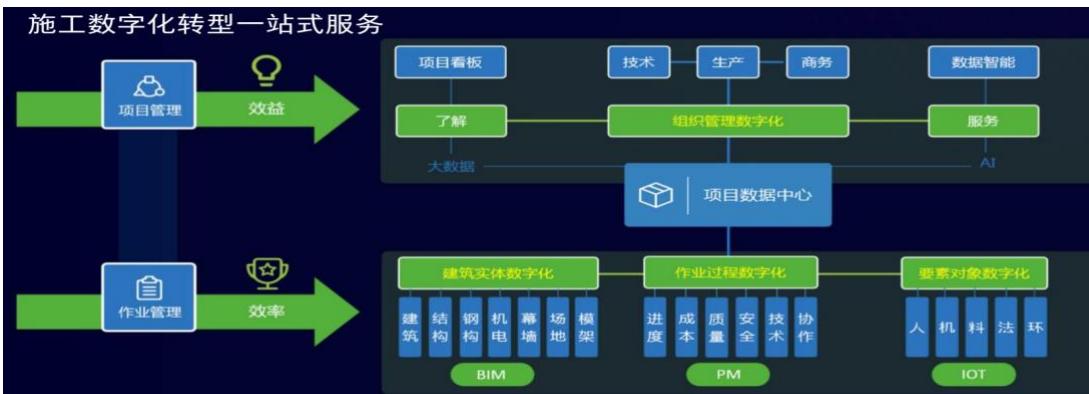 施工数字化转型一站式服务
项目管理
效益
项目看板
技术
生产
商务
数据智能
了解
组织管理数字化
服务
大数据
AI
项目数据中心
作业管理
效率
建筑实体数字化
作业过程数字化
要素对象数字化
建筑
结构
钢构
机电
幕墙
场地
模架
进度
成本
质量
安全
技术
协作
人
机
料
法
环
BIM
PM
IOT